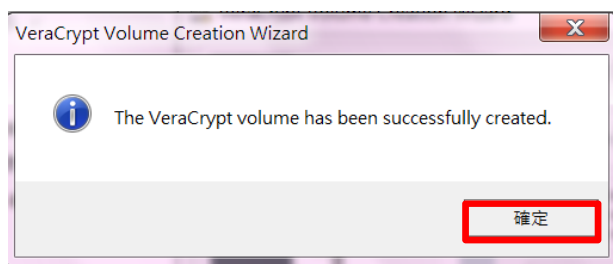 VeraCrypt Volume Creation Wizard
The VeraCrypt volume has been successfully created.
確定